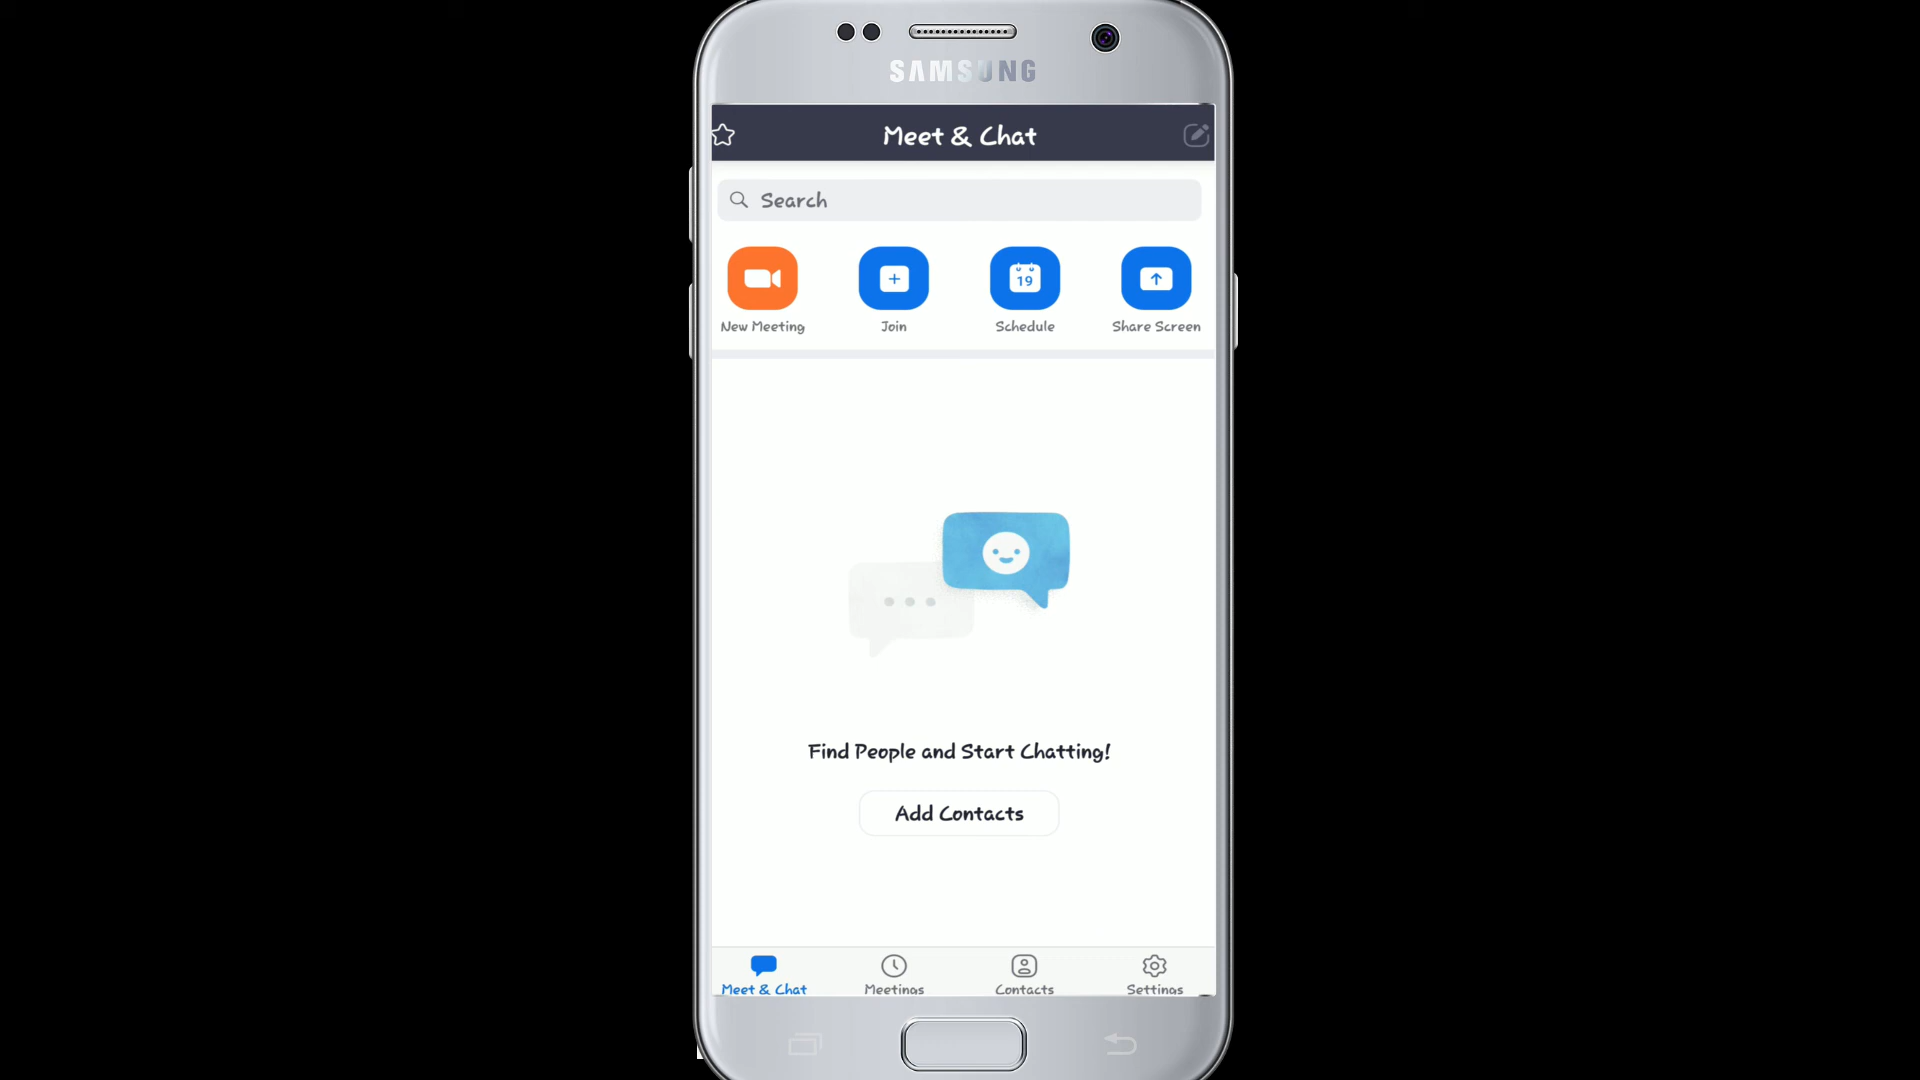 SAMSUNG
Meet & Chat
Search
19
New Meeting
Join
Schedule
Share Screen
Find People and Start Chatting!
Add Contacts
Meet & Chat
Meetings
Contacts
Settings